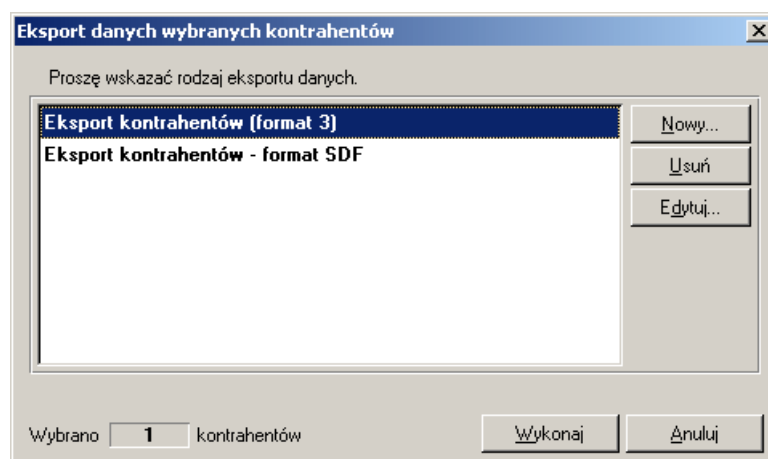 Eksport danych wybranych kontrahentów
Proszę wskazać rodzaj eksportu danych.
Eksport kontrahentów (format 3)
Eksport kontrahentów - format SDF
Nowy...
Usuń
Edytuj...
Wybrano 1 kontrahentów
Wykonaj
Anuluj